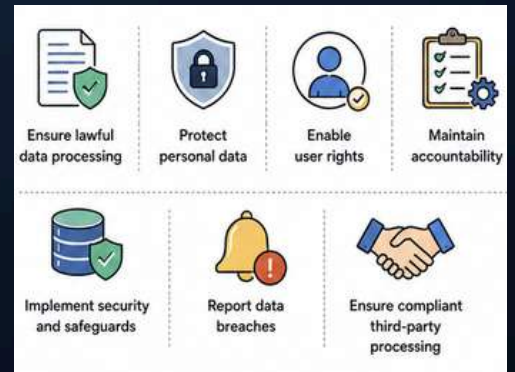 Ensure lawful
data processing
Protect
personal data
Enable
user rights
Maintain
accountability
Implement security
and safeguards
Report data
breaches
Ensure compliant
third-party
processing